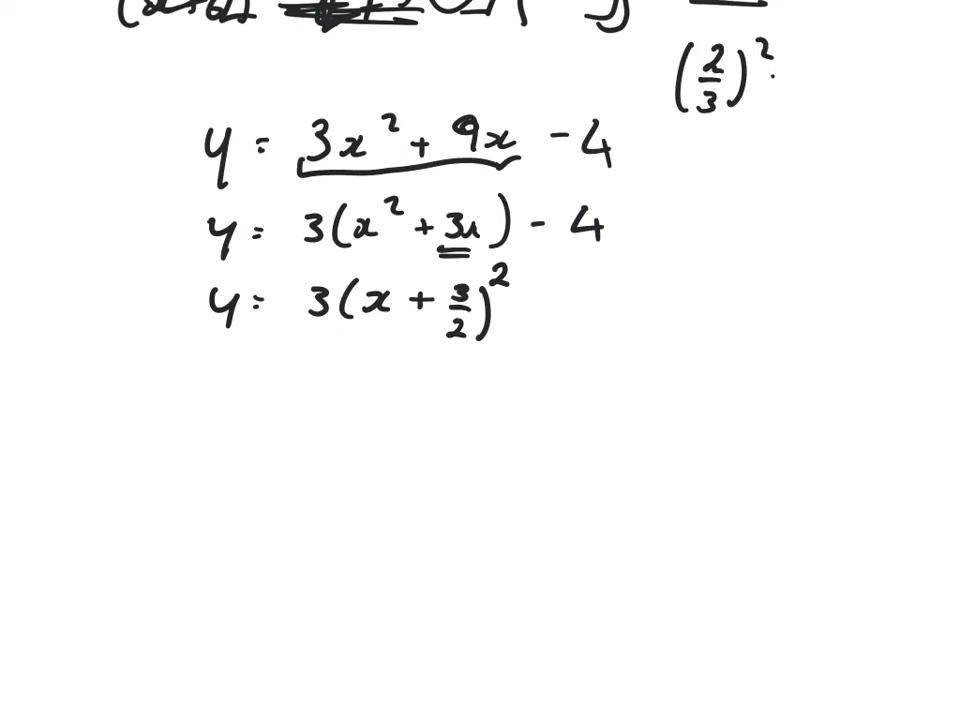 (2/3)²
y = 3x² + 9x - 4
y = 3(x² + 3x) - 4
y = 3(x + 3/2)²